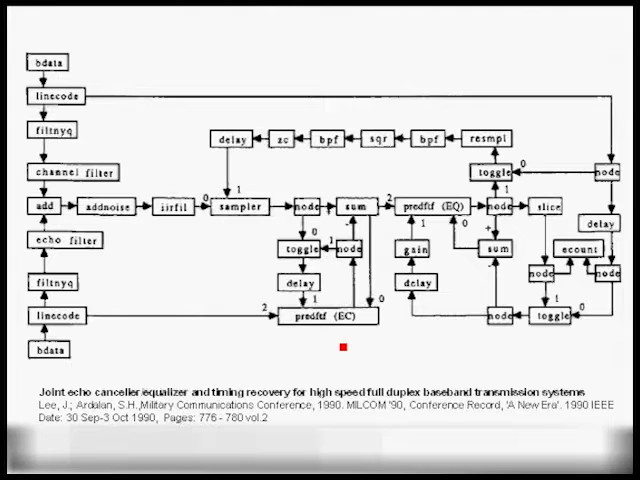 bdata
linecode
filtnyq
delay zc bpf sqr bpf resmpl
channel filter toggle 0 node
0 1 1
add addnoise iirfil sampler node sum 2 predftf (EQ) node slice
+ - 1 0 + delay
echo filter 0 1
toggle node gain sum ecount
-
filtnyq delay delay node node
2 1 0 1 0
linecode predftf (EC) node toggle
bdata
Joint echo canceller/equalizer and timing recovery for high speed full duplex baseband transmission systems
Lee, J.; Ardalan, S.H.,Military Communications Conference, 1990. MILCOM '90, Conference Record, 'A New Era'. 1990 IEEE
Date: 30 Sep-3 Oct 1990, Pages: 776 - 780 vol.2